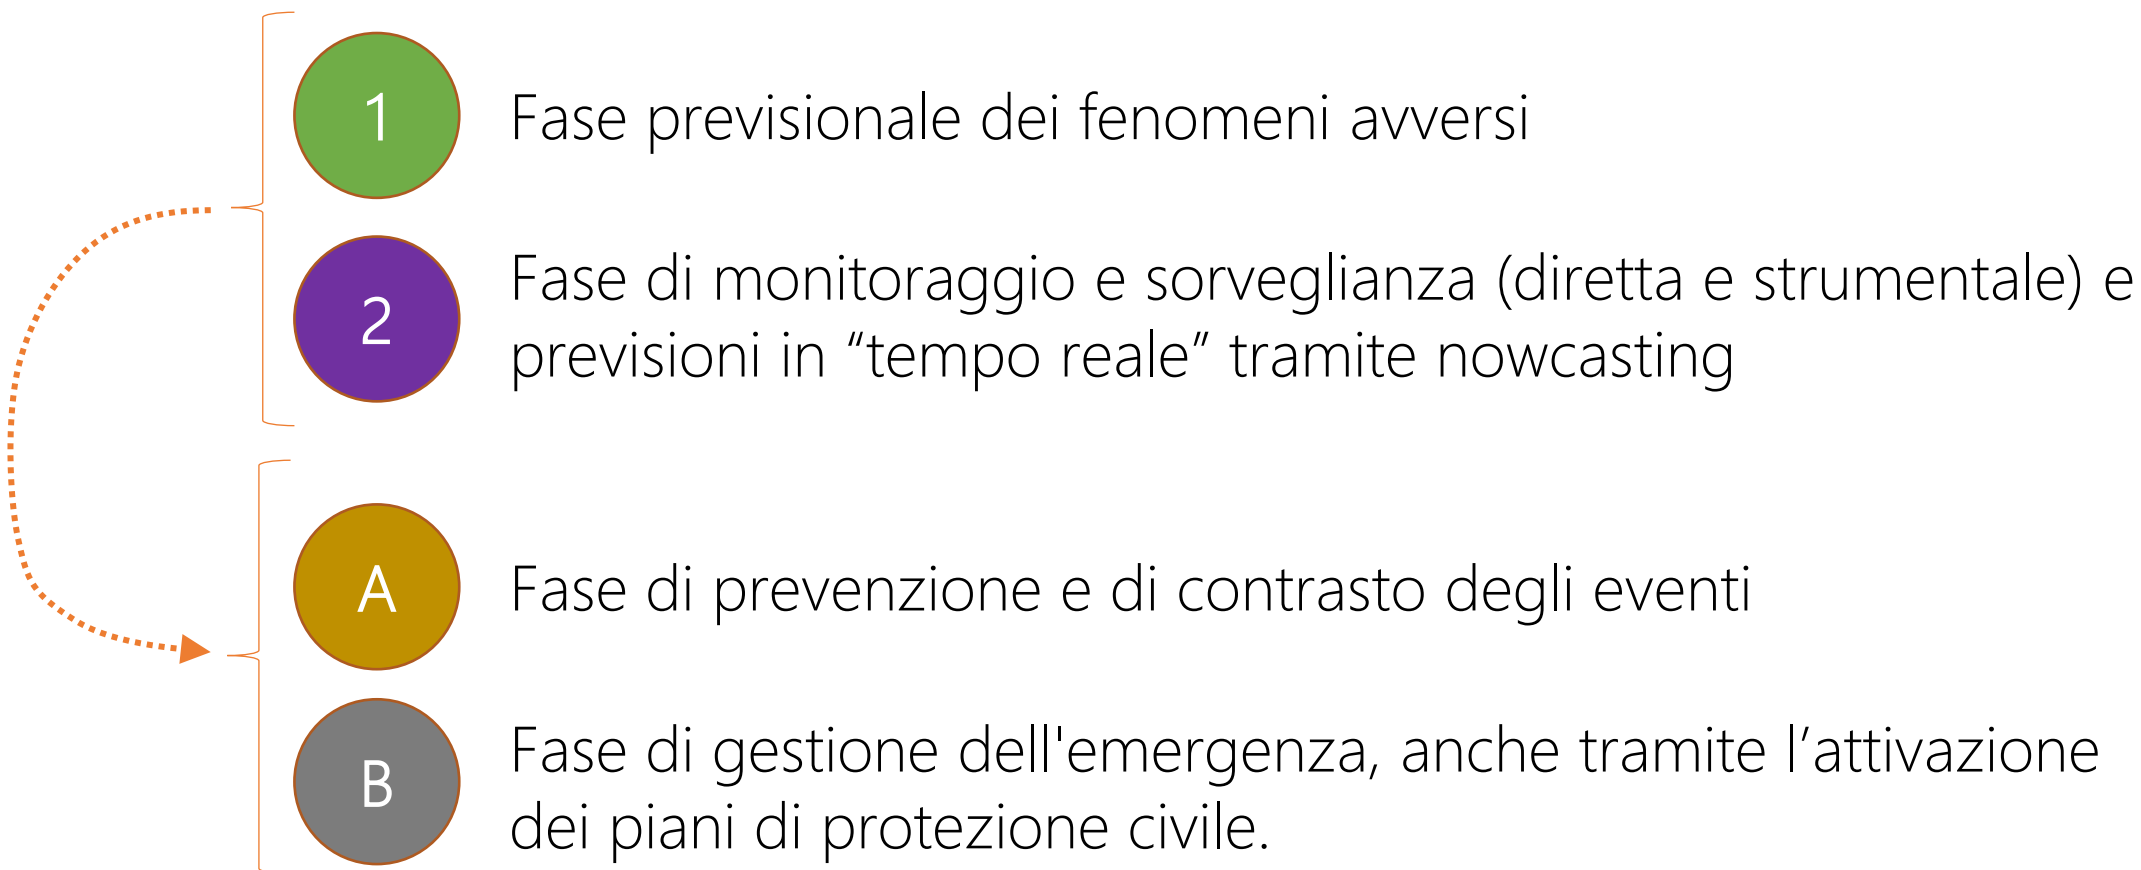 1
Fase previsionale dei fenomeni avversi
2
Fase di monitoraggio e sorveglianza (diretta e strumentale) e
previsioni in “tempo reale” tramite nowcasting
A
Fase di prevenzione e di contrasto degli eventi
B
Fase di gestione dell'emergenza, anche tramite l’attivazione
dei piani di protezione civile.